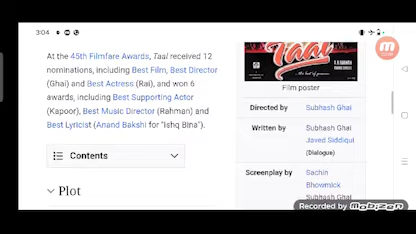 3:04
At the 45th Filmfare Awards, Taal received 12
nominations, including Best Film, Best Director
(Ghai) and Best Actress (Rai), and won 6
awards, including Best Supporting Actor
(Kapoor), Best Music Director (Rahman) and
Best Lyricist (Anand Bakshi for "Ishq Bina").
Contents
Plot
Taal
Film poster
Directed by Subhash Ghai
Written by Subhash Ghai
Javed Siddiqui
(Dialogue)
Screenplay by Sachin
Bhowmick
Subhash Ghai
Recorded by Mobizen